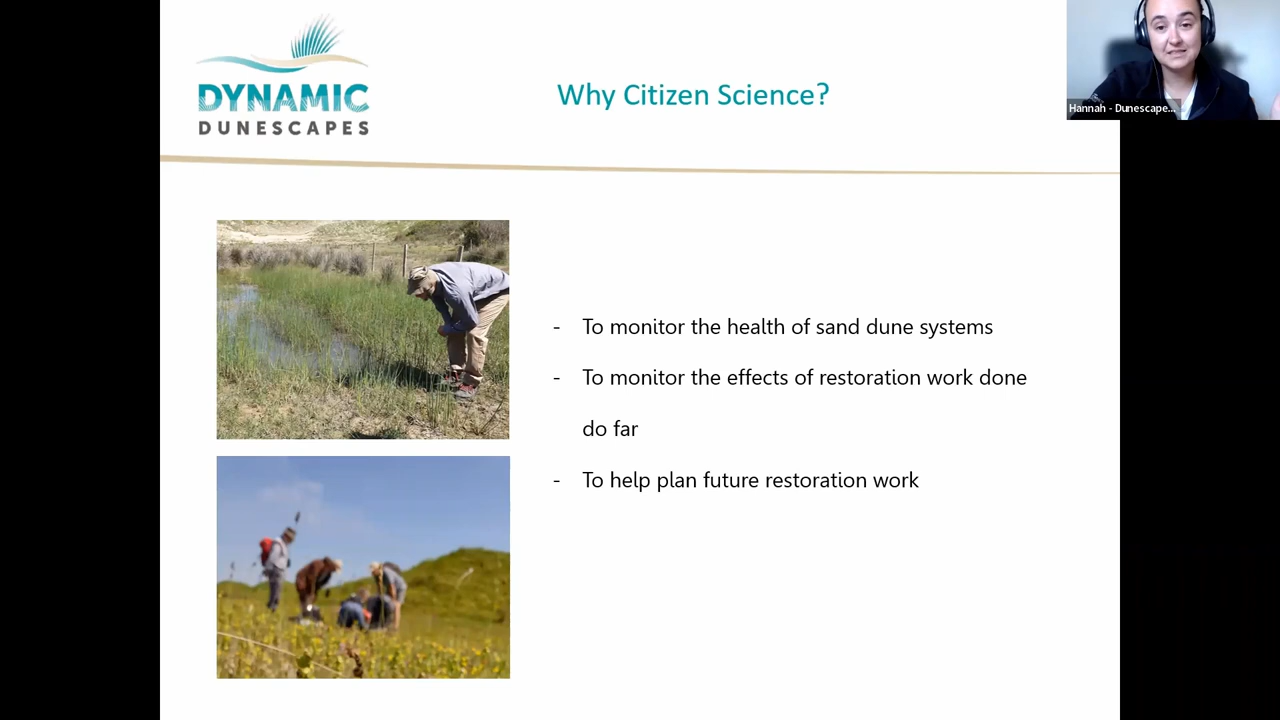 DYNAMIC
DUNESCAPES
Why Citizen Science?
Hannah - Dunescape...
- To monitor the health of sand dune systems
- To monitor the effects of restoration work done
do far
- To help plan future restoration work